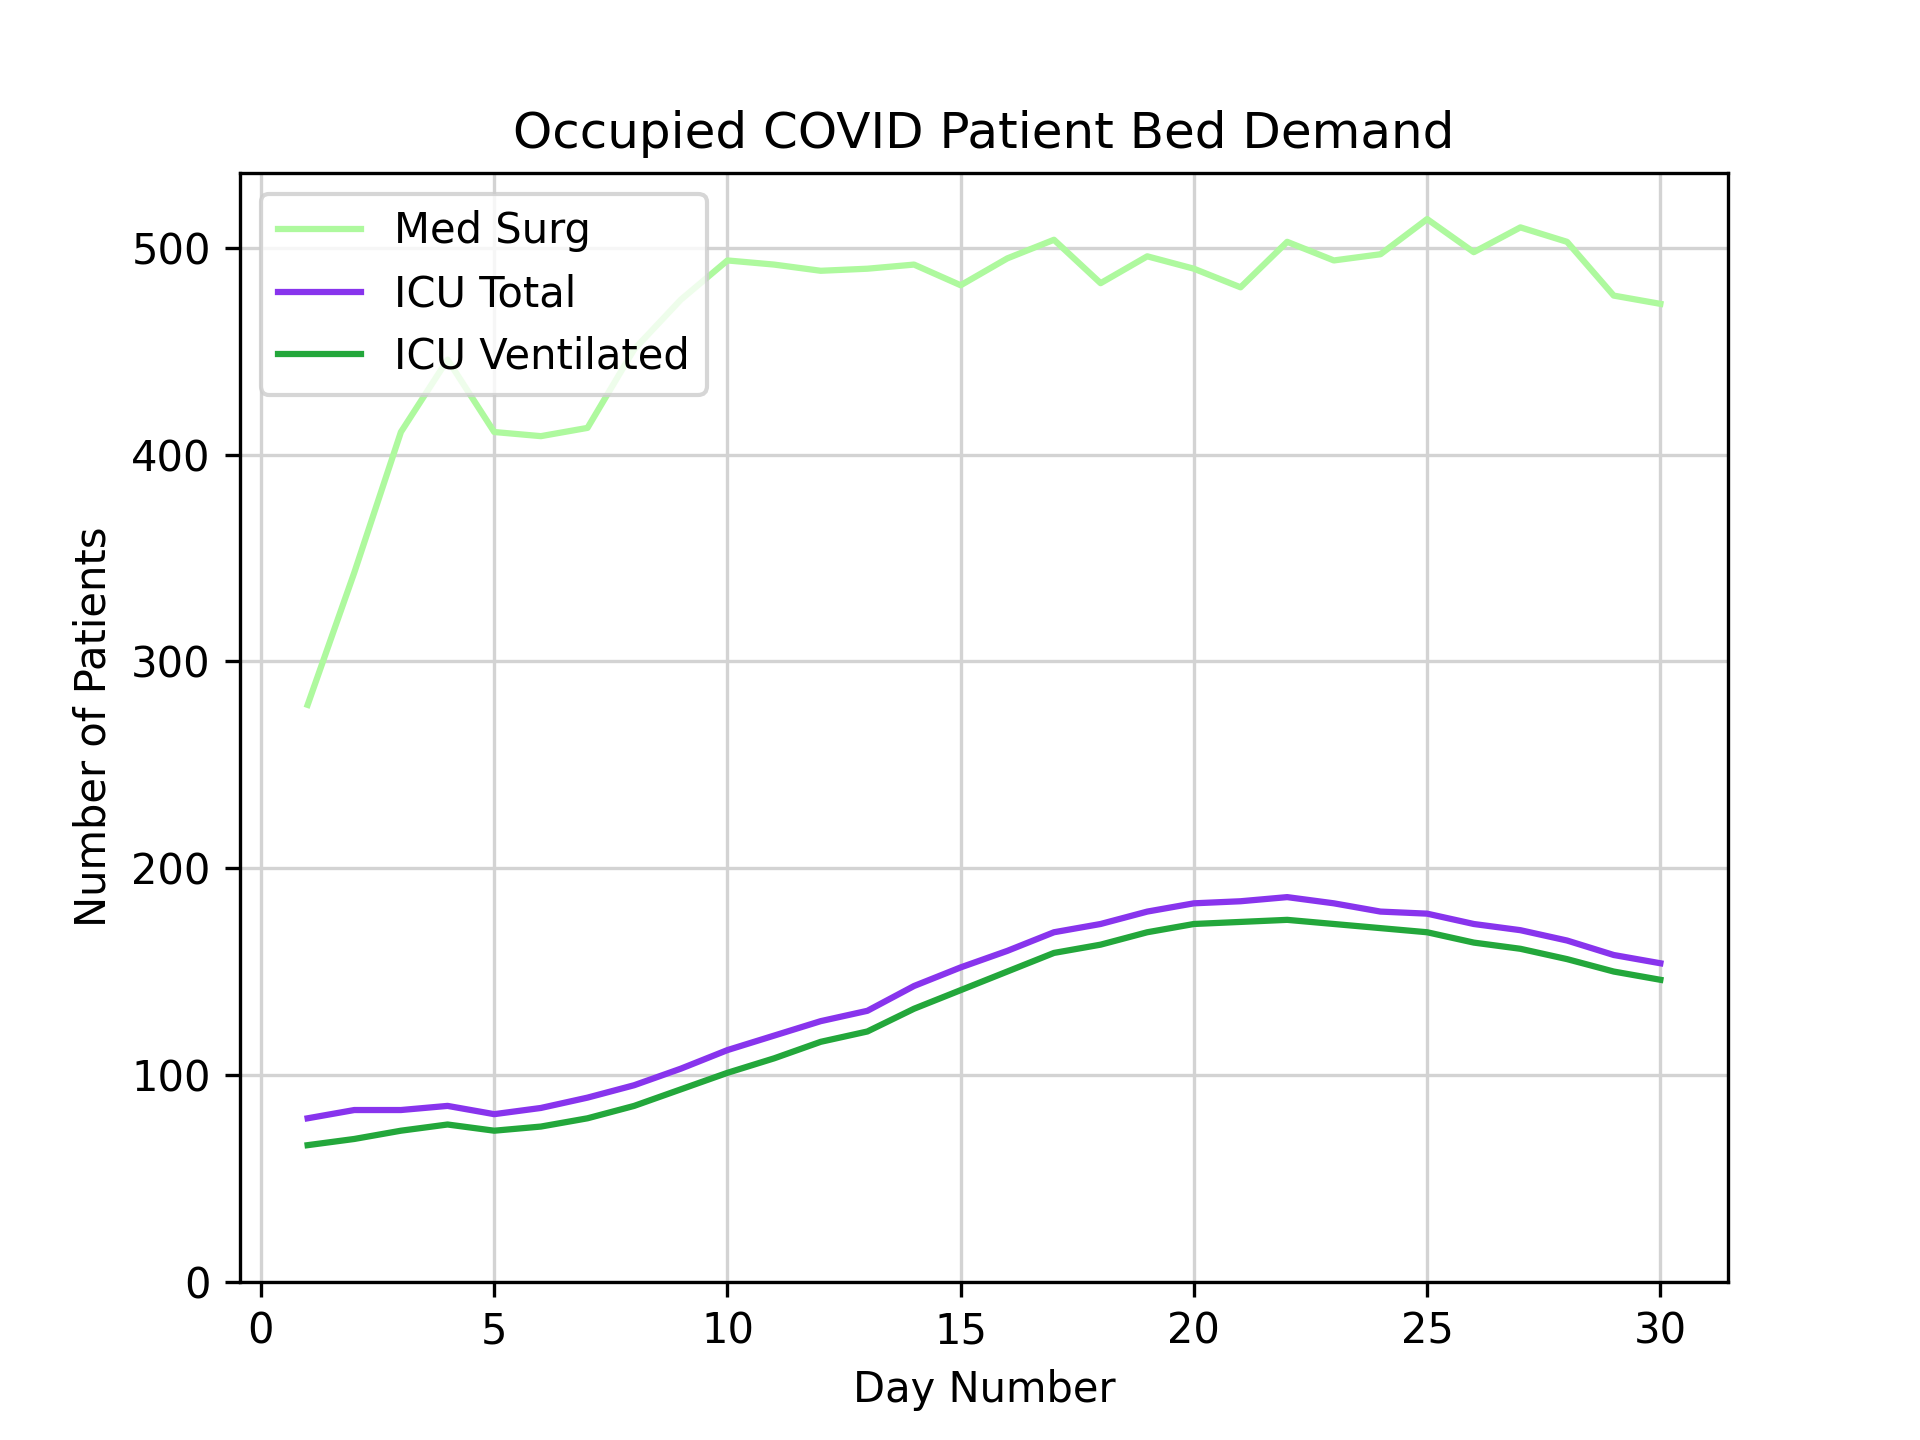 Occupied COVID Patient Bed Demand
Med Surg
ICU Total
ICU Ventilated
Number of Patients
500
400
300
200
100
0
0 5 10 15 20 25 30
Day Number